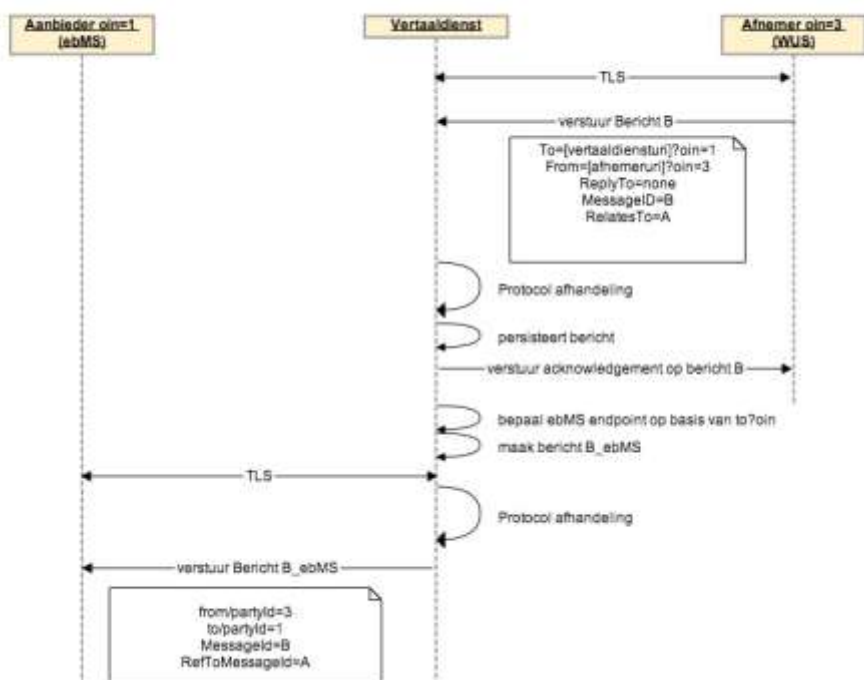 Aanbieder oin=1
(ebMS)
Vertaaldienst
Afnemer oin=3
(WUS)
TLS
verstuur Bericht B
To=[vertaaldiensturi]?oin=1
From=[afnemeruri]?oin=3
ReplyTo=none
MessageID=B
RelatesTo=A
Protocol afhandeling
persisteert bericht
verstuur acknowledgement op bericht B
bepaal ebMS endpoint op basis van to?oin
maak bericht B_ebMS
TLS
Protocol afhandeling
verstuur Bericht B_ebMS
from/partyId=3
to/partyId=1
MessageId=B
RefToMessageId=A